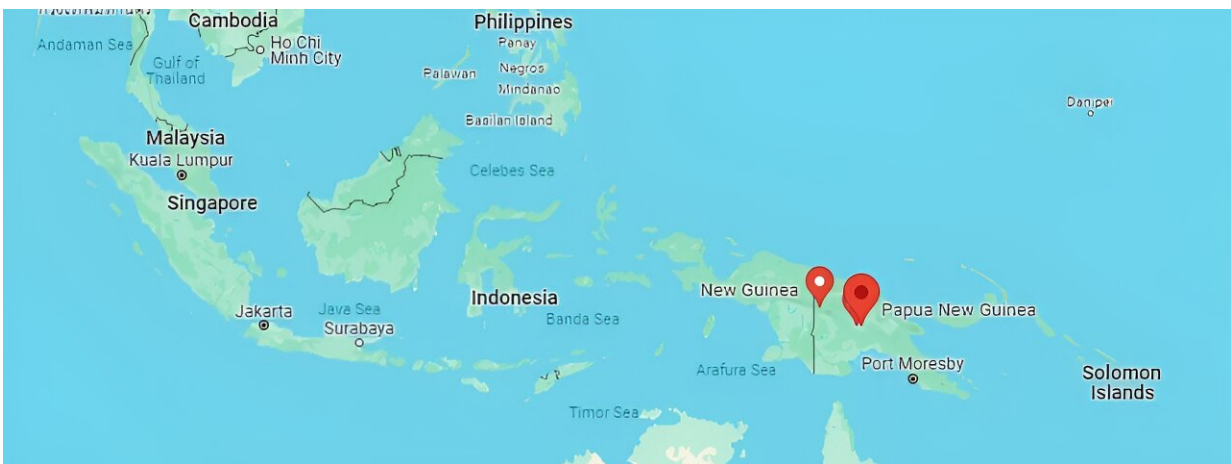 Cambodia
Philippines
Andaman Sea
Ho Chi
Minh City
Panay
Gulf of
Thailand
Palawan
Negros
Mindanao
Basilan Island
Malaysia
Kuala Lumpur
Celebes Sea
Singapore
New Guinea
Indonesia
Java Sea
Jakarta
Banda Sea
Papua New Guinea
Surabaya
Arafura Sea
Port Moresby
Solomon
Islands
Timor Sea